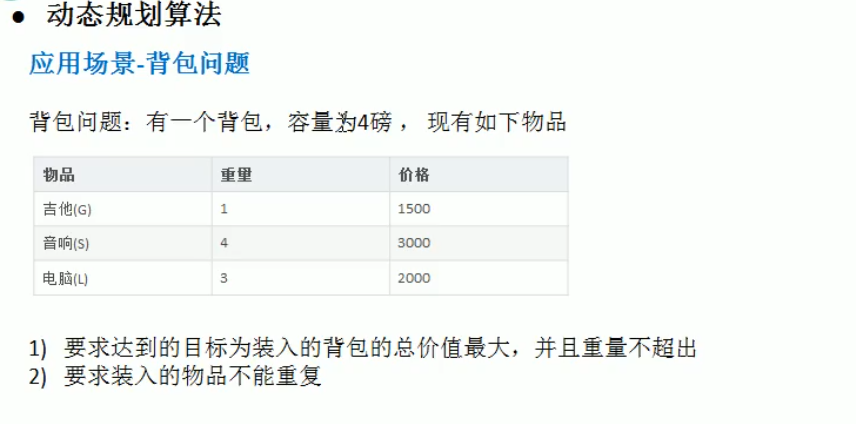 ● 动态规划算法
应用场景-背包问题
背包问题：有一个背包，容量为4磅 ， 现有如下物品
物品 重量 价格
吉他(G) 1 1500
音响(S) 4 3000
电脑(L) 3 2000
1) 要求达到的目标为装入的背包的总价值最大，并且重量不超出
2) 要求装入的物品不能重复